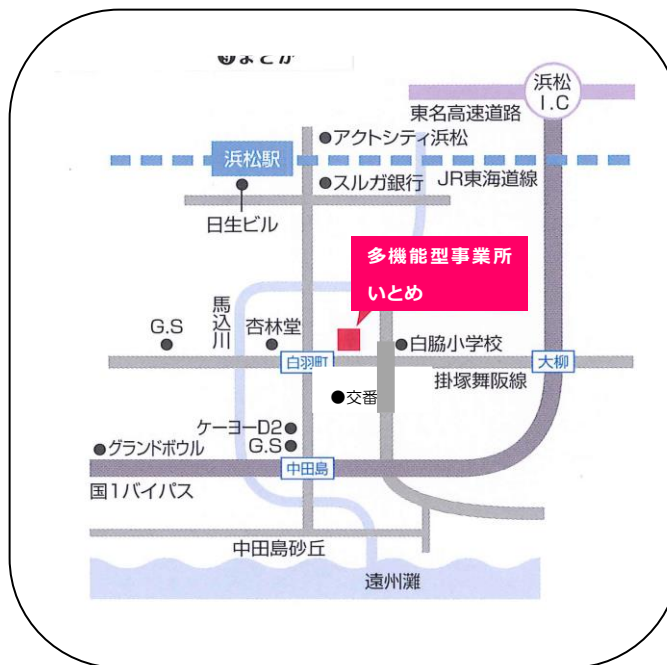 浜松
I.C
東名高速道路
アクトシティ浜松
浜松駅
JR東海道線
スルガ銀行
日生ビル
多機能型事業所
いとめ
馬込川
G.S
杏林堂
白脇小学校
白羽町
大柳
掛塚舞阪線
交番
ケーヨーD2
G.S
グランドボウル
中田島
国1バイパス
中田島砂丘
遠州灘